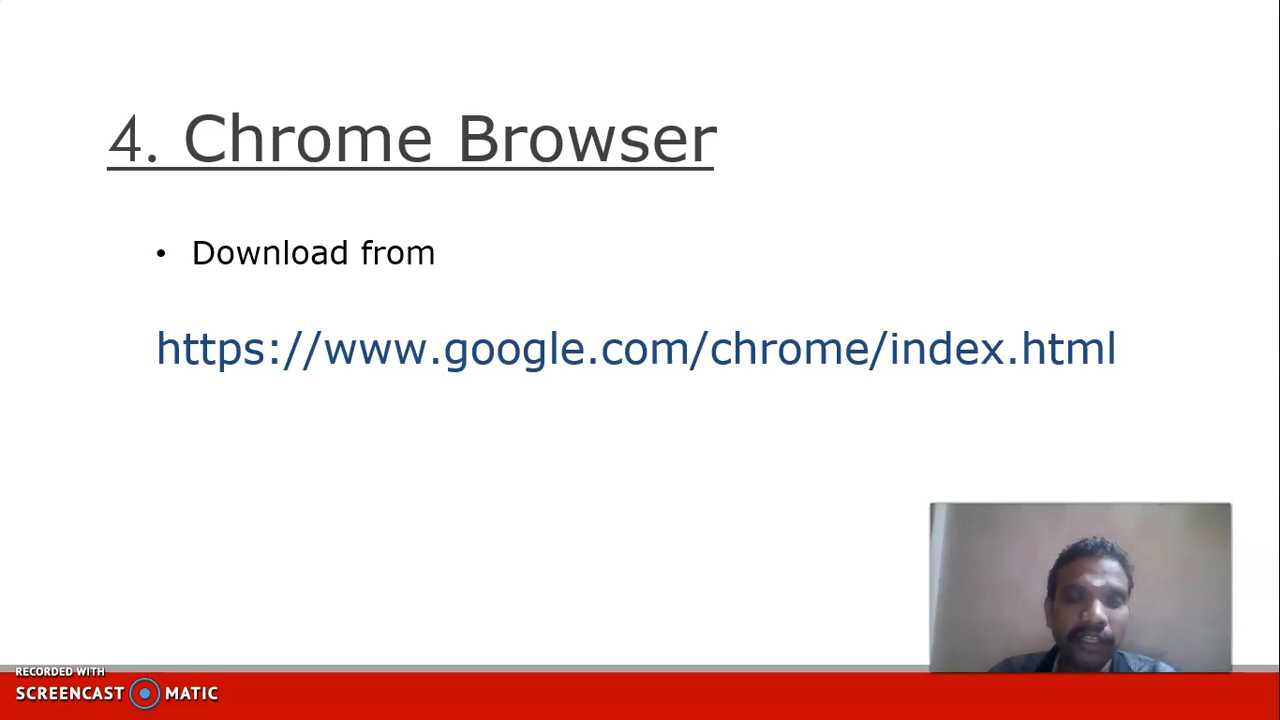 4. Chrome Browser
• Download from
https://www.google.com/chrome/index.html
RECORDED WITH
SCREENCAST MATIC